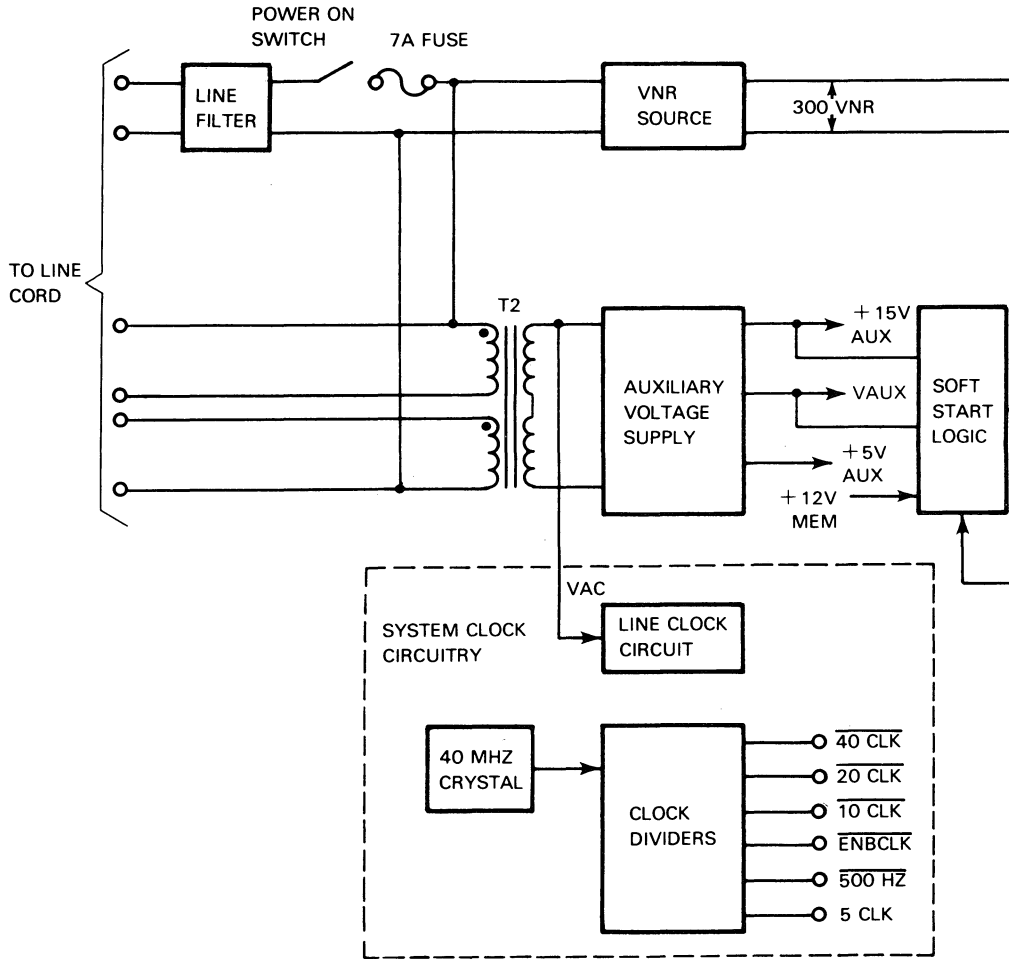 POWER ON
SWITCH
7A FUSE
LINE
FILTER
VNR
SOURCE
300 VNR
TO LINE
CORD
T2
AUXILIARY
VOLTAGE
SUPPLY
+15V
AUX
VAUX
+5V
AUX
+12V
MEM
SOFT
START
LOGIC
VAC
SYSTEM CLOCK
CIRCUITRY
LINE CLOCK
CIRCUIT
40 MHZ
CRYSTAL
CLOCK
DIVIDERS
40 CLK
20 CLK
10 CLK
ENBCLK
500 HZ
5 CLK